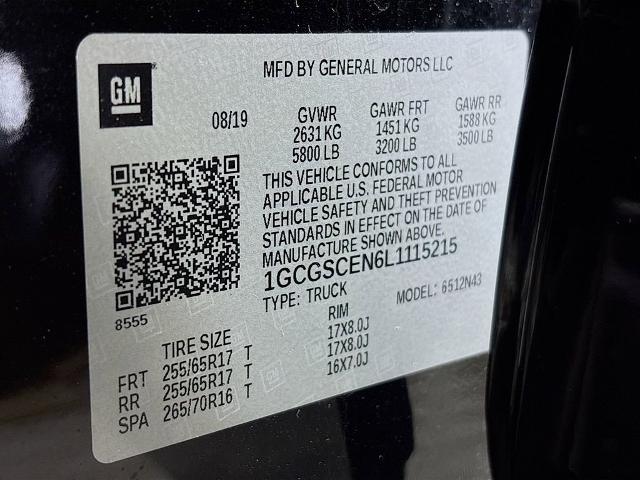 GM
MFD BY GENERAL MOTORS LLC
08/19 GVWR GAWR FRT GAWR RR
2631 KG 1451 KG 1588 KG
5800 LB 3200 LB 3500 LB
THIS VEHICLE CONFORMS TO ALL
APPLICABLE U.S. FEDERAL MOTOR
VEHICLE SAFETY AND THEFT PREVENTION
STANDARDS IN EFFECT ON THE DATE OF
MANUFACTURE SHOWN ABOVE.
1GCGSCEN6L1115215
TYPE: TRUCK MODEL: 6512N43
8555
TIRE SIZE RIM
FRT 255/65R17 T 17X8.0J
RR 255/65R17 T 17X8.0J
SPA 265/70R16 T 16X7.0J